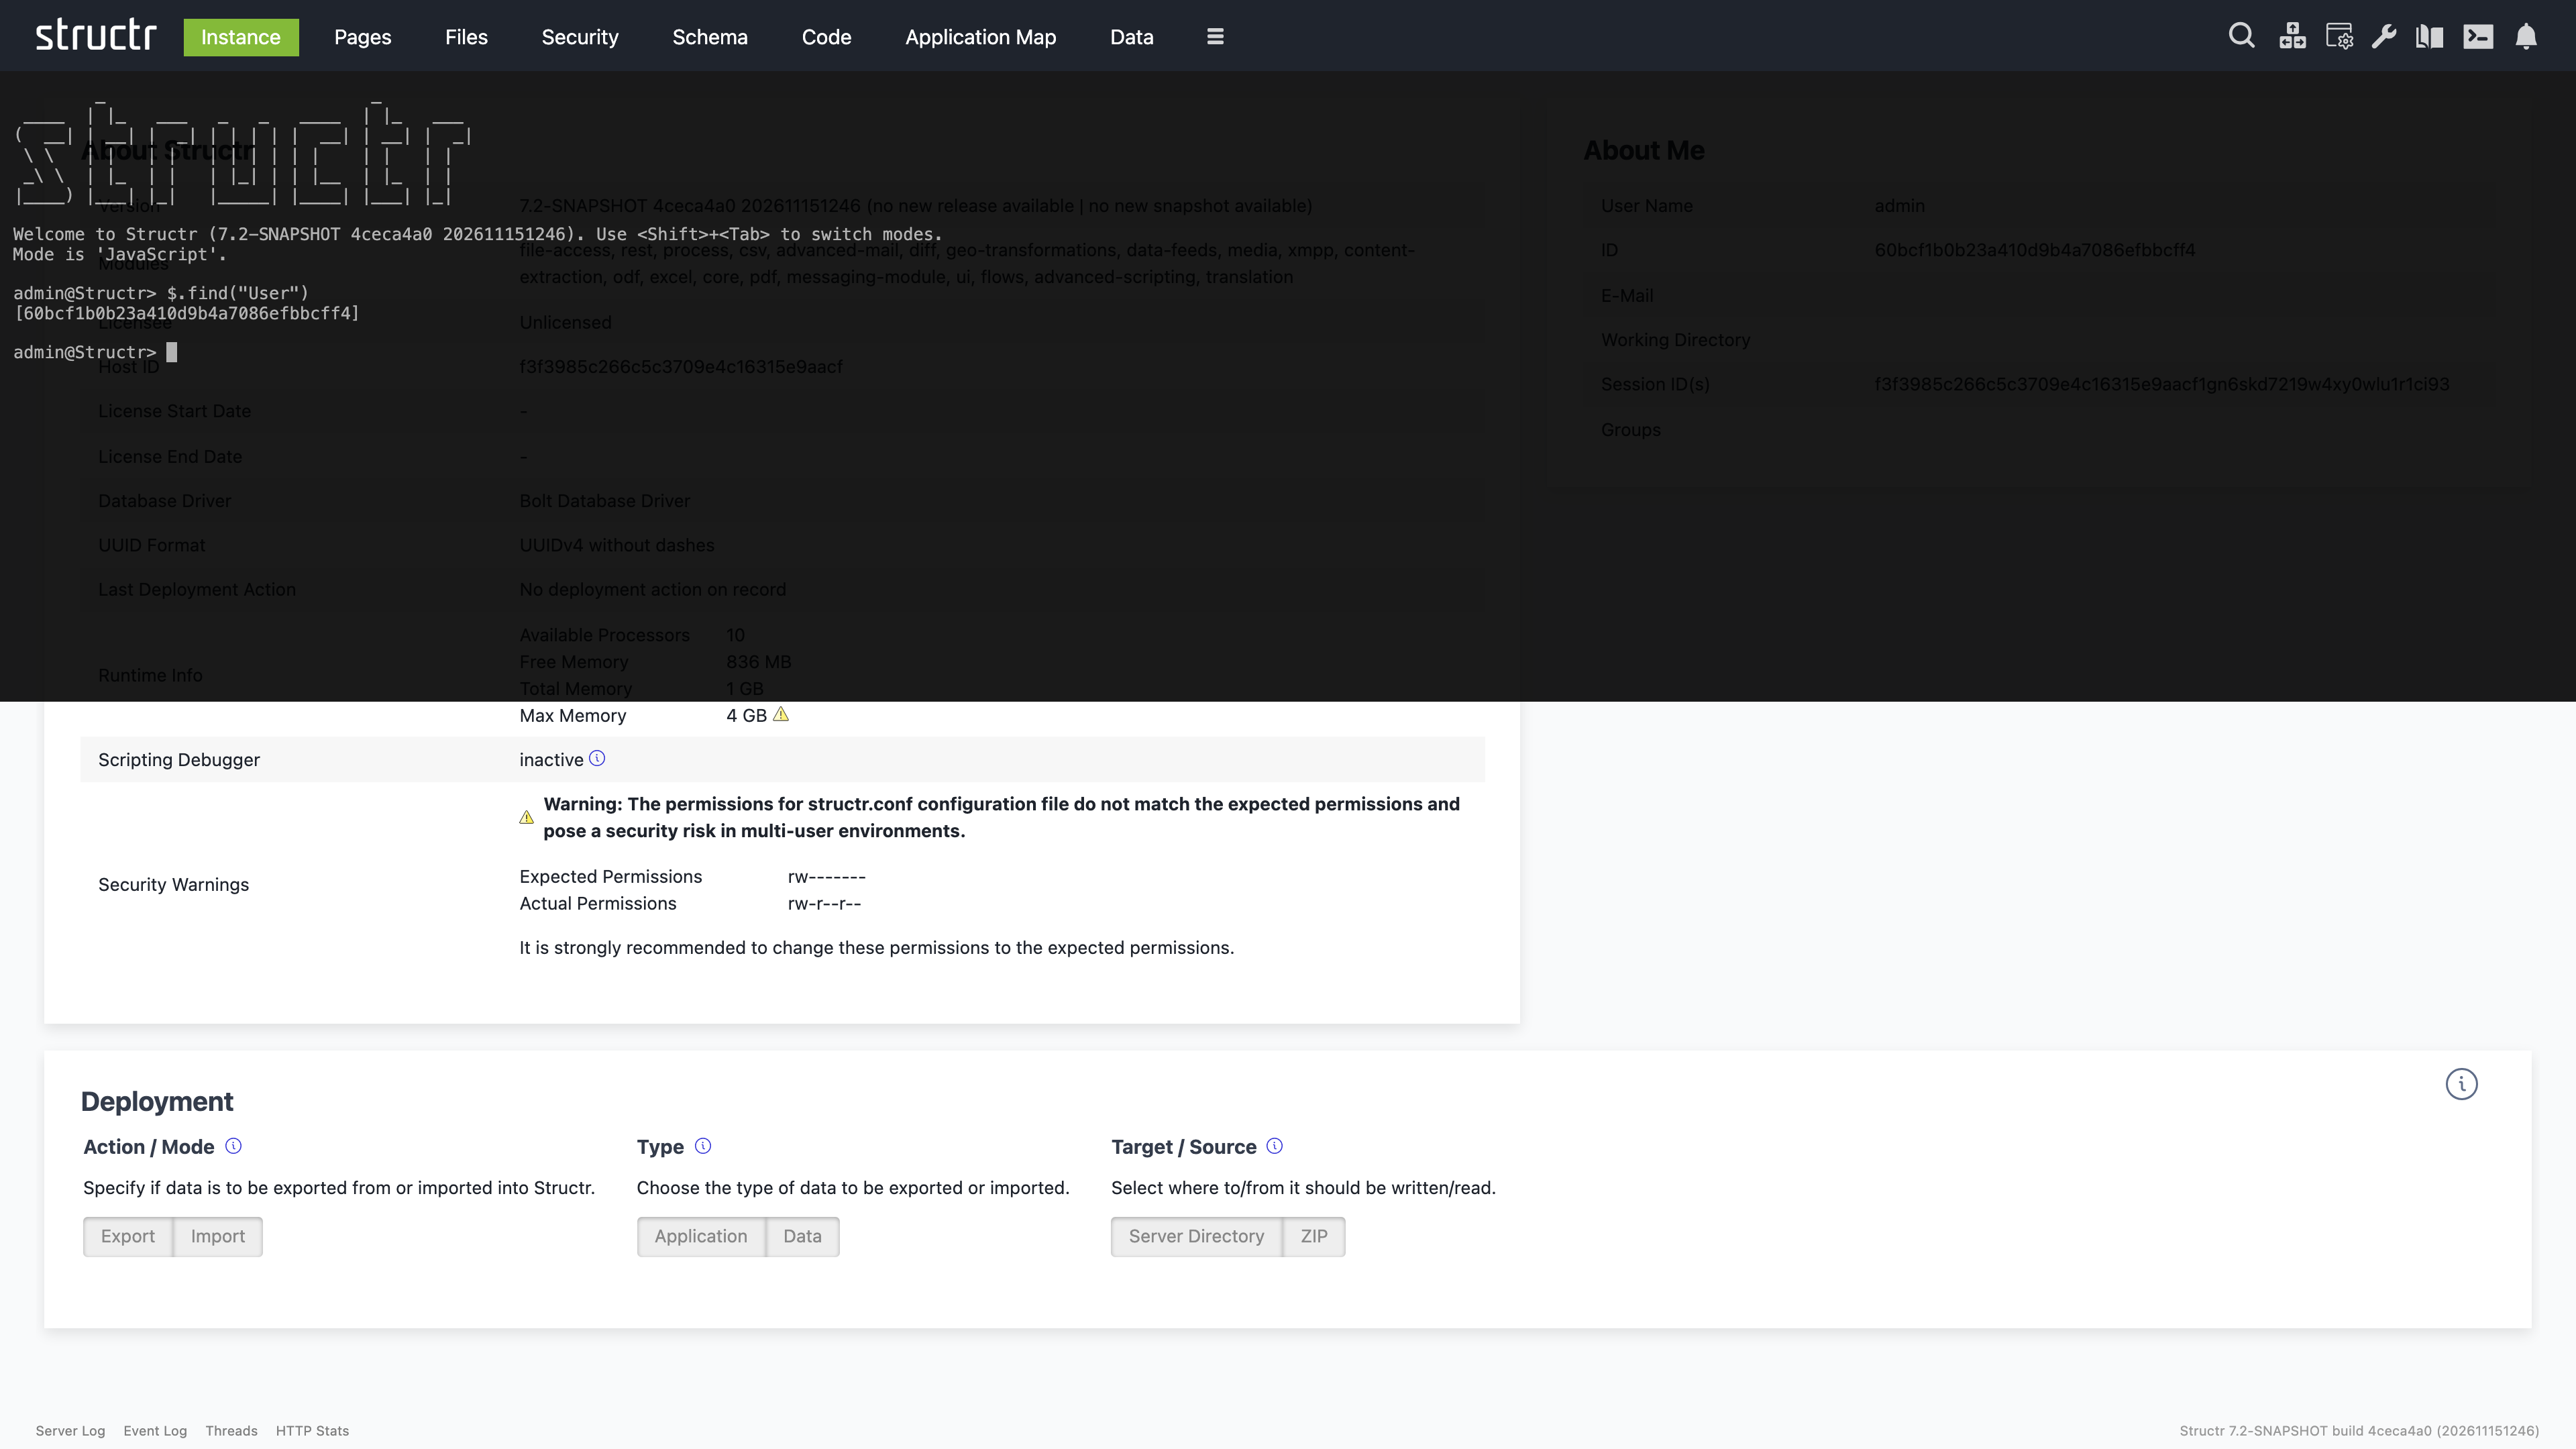 structr Instance Pages Files Security Schema Code Application Map Data
About Structr
Version 7.2-SNAPSHOT 4ceca4a0 202611151246 (no new release available | no new snapshot available)
Welcome to Structr (7.2-SNAPSHOT 4ceca4a0 202611151246). Use <Shift>+<Tab> to switch modes.
Mode is 'JavaScript'.
Modules file-access, rest, process, csv, advanced-mail, diff, geo-transformations, data-feeds, media, xmpp, content-
extraction, odf, excel, core, pdf, messaging-module, ui, flows, advanced-scripting, translation
admin@Structr> $.find("User")
[60bcf1b0b23a410d9b4a7086efbbcff4]
Licensee Unlicensed
admin@Structr>
Host ID f3f3985c266c5c3709e4c16315e9aacf
License Start Date -
License End Date -
Database Driver Bolt Database Driver
UUID Format UUIDv4 without dashes
Last Deployment Action No deployment action on record
Runtime Info
Available Processors 10
Free Memory 836 MB
Total Memory 1 GB
Max Memory 4 GB
Scripting Debugger inactive
Security Warnings
Warning: The permissions for structr.conf configuration file do not match the expected permissions and
pose a security risk in multi-user environments.
Expected Permissions rw-------
Actual Permissions rw-r--r--
It is strongly recommended to change these permissions to the expected permissions.
About Me
User Name admin
ID 60bcf1b0b23a410d9b4a7086efbbcff4
E-Mail
Working Directory
Session ID(s) f3f3985c266c5c3709e4c16315e9aacf1gn6skd7219w4xy0wlu1r1ci93
Groups
Deployment
Action / Mode
Specify if data is to be exported from or imported into Structr.
Export Import
Type
Choose the type of data to be exported or imported.
Application Data
Target / Source
Select where to/from it should be written/read.
Server Directory ZIP
Server Log Event Log Threads HTTP Stats
Structr 7.2-SNAPSHOT build 4ceca4a0 (202611151246)